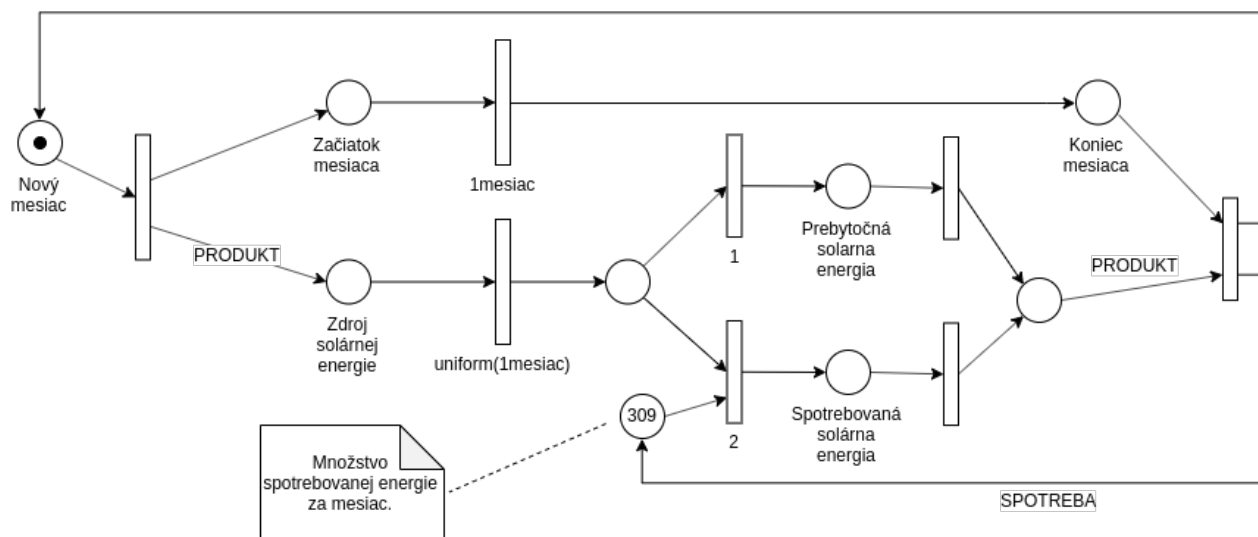 Nový
mesiac
PRODUKT
Začiatok
mesiaca
1mesiac
Zdroj
solárnej
energie
uniform(1mesiac)
1
Prebytočná
solarna
energia
Koniec
mesiaca
PRODUKT
309
2
Spotrebovaná
solárna
energia
Množstvo
spotrebovanej energie
za mesiac.
SPOTREBA